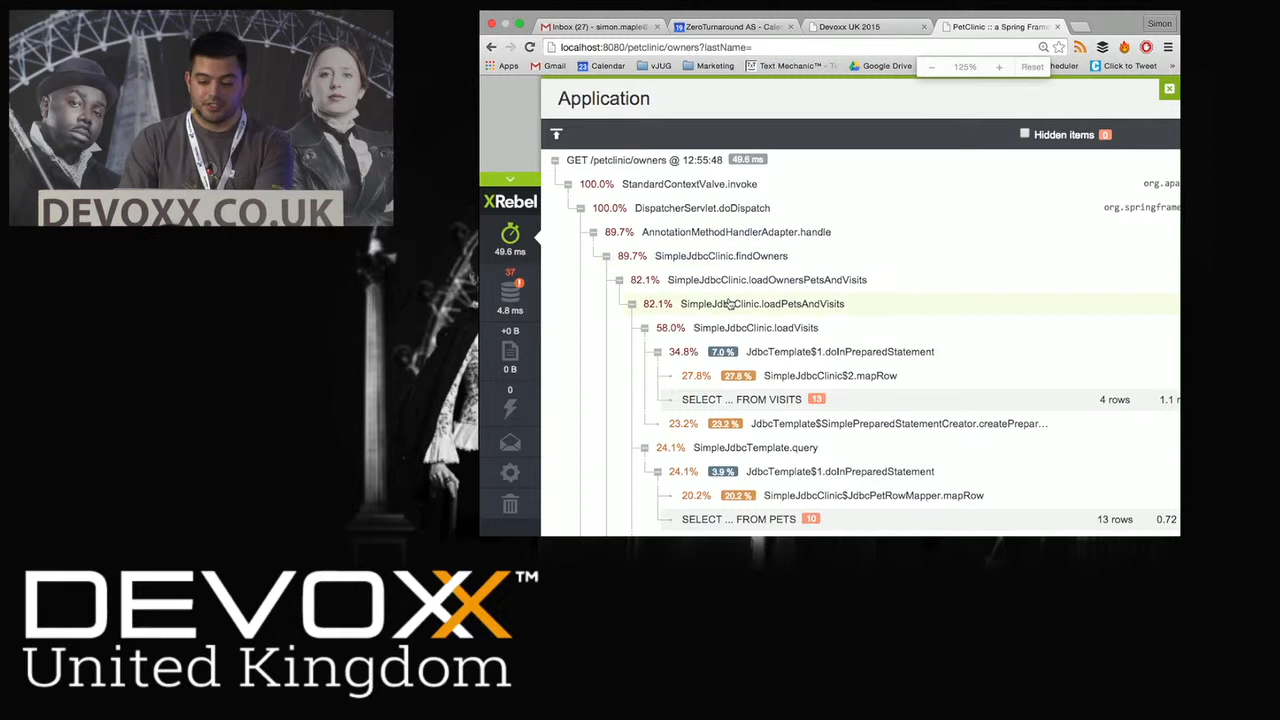 DEVOXX.CO.UK
Inbox (27) - simon.maple@
ZeroTurnaround AS - Cale
Devoxx UK 2015
PetClinic :: a Spring Fram
Simon
localhost:8080/petclinic/owners?lastName=
Apps
Gmail
Calendar
vJUG
Marketing
Text Mechanic™ -
Google Drive
heduler
Click to Tweet
125%
Reset
Application
Hidden items 0
XRebel
49.6 ms
37
4.8 ms
+0 B
0 B
0
GET /petclinic/owners @ 12:55:48 49.6 ms
100.0% StandardContextValve.invoke org.apa
100.0% DispatcherServlet.doDispatch org.springframe
89.7% AnnotationMethodHandlerAdapter.handle
89.7% SimpleJdbcClinic.findOwners
82.1% SimpleJdbcClinic.loadOwnersPetsAndVisits
82.1% SimpleJdbcClinic.loadPetsAndVisits
58.0% SimpleJdbcClinic.loadVisits
34.8% 7.0 % JdbcTemplate$1.doInPreparedStatement
27.8% 27.8 % SimpleJdbcClinic$2.mapRow
SELECT ... FROM VISITS 13 4 rows 1.1
23.2% 23.2 % JdbcTemplate$SimplePreparedStatementCreator.createPrepar...
24.1% SimpleJdbcTemplate.query
24.1% 3.9 % JdbcTemplate$1.doInPreparedStatement
20.2% 20.2 % SimpleJdbcClinic$JdbcPetRowMapper.mapRow
SELECT ... FROM PETS 10 13 rows 0.72
DEVOXX™
United Kingdom